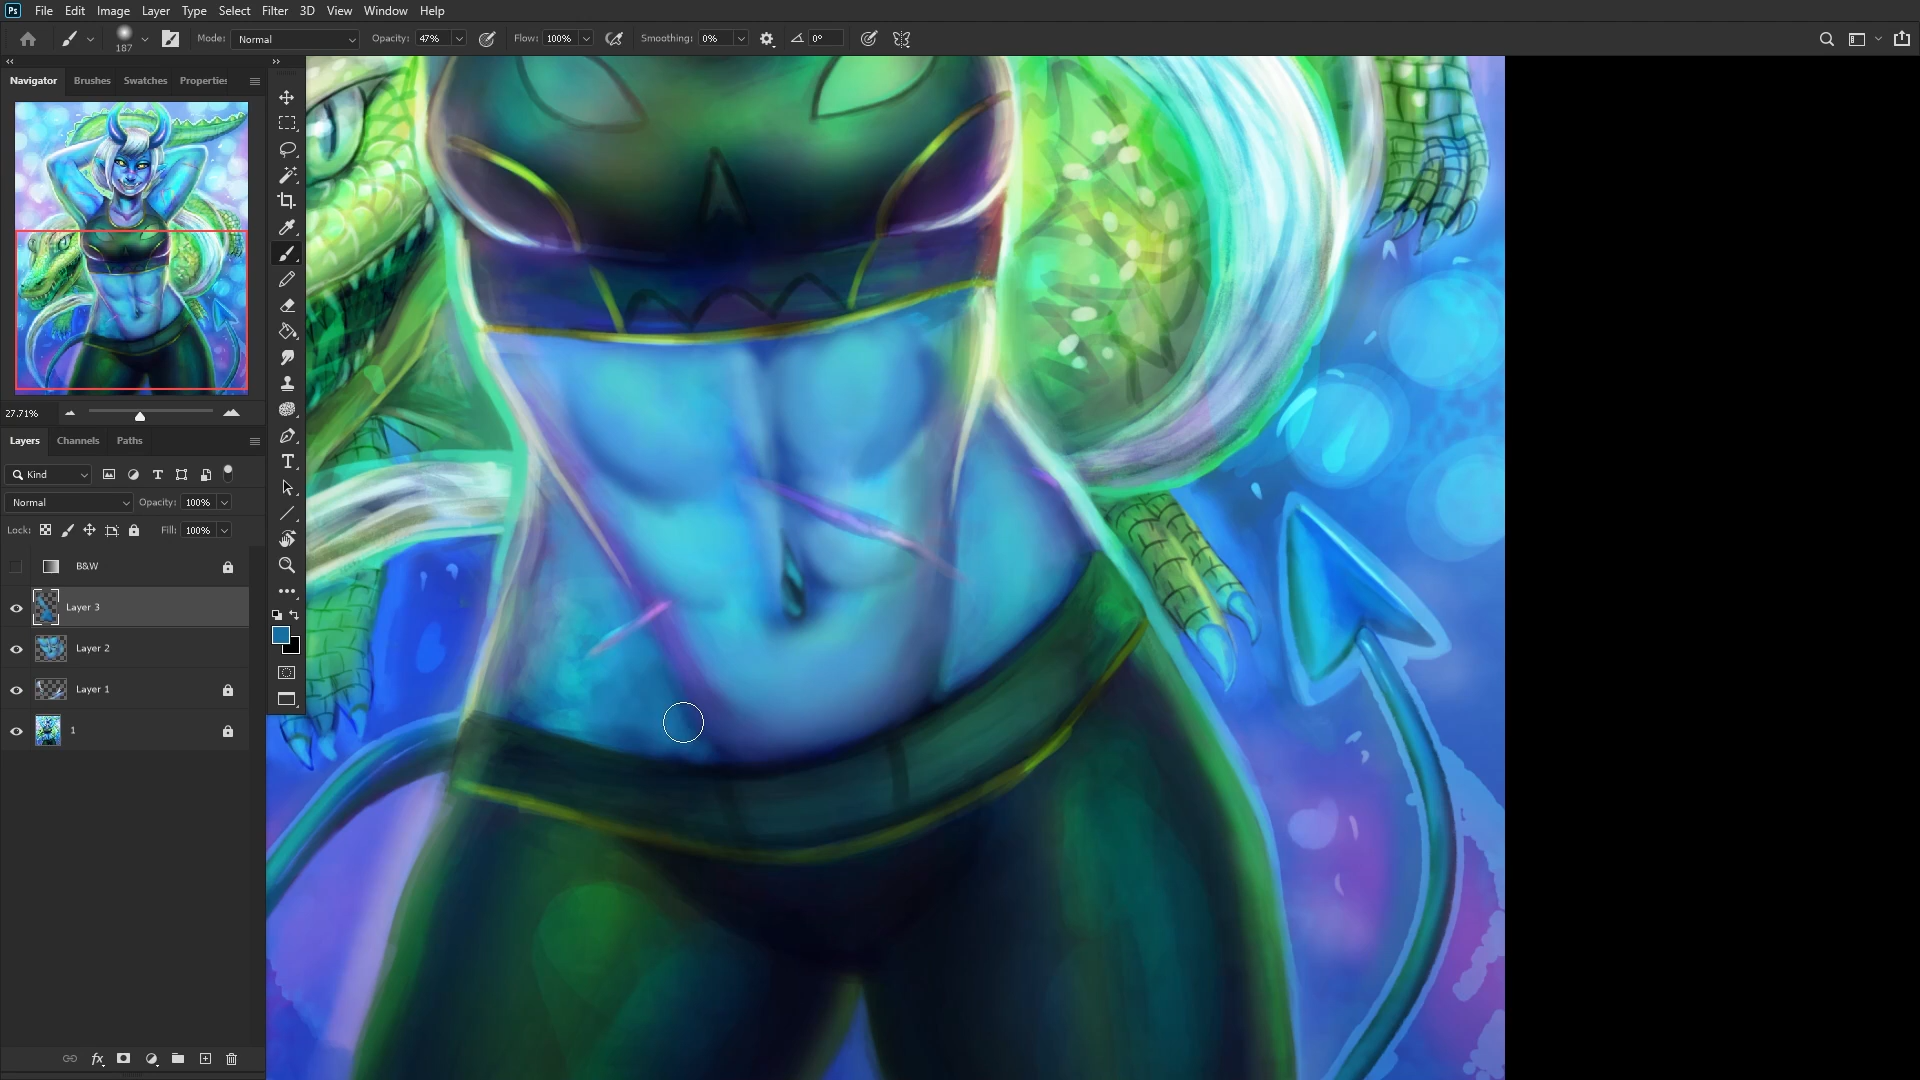 Ps File Edit Image Layer Type Select Filter 3D View Window Help
187 Mode: Normal Opacity: 47% Flow: 100% Smoothing: 0% 0°
Navigator Brushes Swatches Properties
27.71%
Layers Channels Paths
Kind
Normal Opacity: 100%
Lock: Fill: 100%
B&W
Layer 3
Layer 2
Layer 1
1
fx